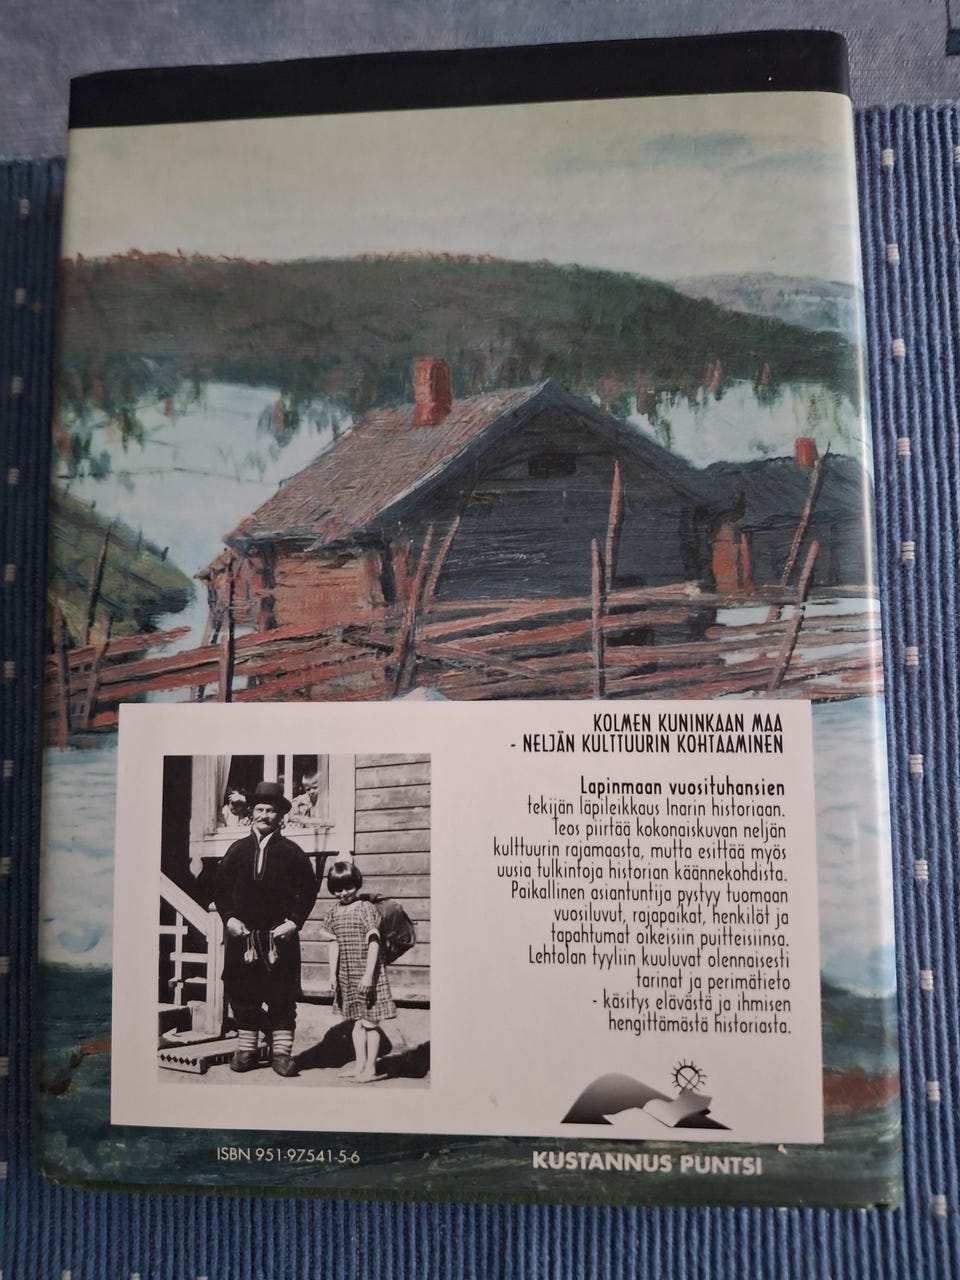 KOLMEN KUNINKAAN MAA
- NELJÄN KULTTUURIN KOHTAAMINEN
Lapinmaan vuosituhansien
tekijän läpileikkaus Inarin historiaan.
Teos piirtää kokonaiskuvan neljän
kulttuurin rajamaasta, mutta esittää myös
uusia tulkintoja historian käännekohdista.
Paikallinen asiantuntija pystyy tuomaan
vuosiluvut, rajapaikat, henkilöt ja
tapahtumat oikeisiin puitteisiinsa.
Lehtolan tyyliin kuuluvat olennaisesti
tarinat ja perimätieto
- käsitys elävästä ja ihmisen
hengittämästä historiasta.
ISBN 951-97541-5-6
KUSTANNUS PUNTSI